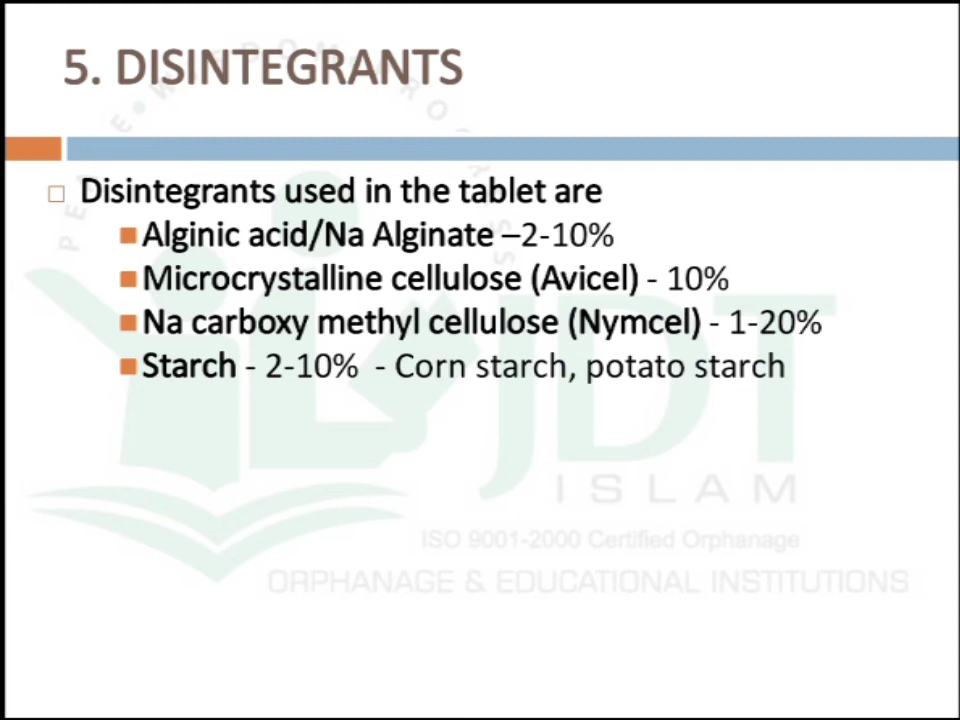 5. DISINTEGRANTS
Disintegrants used in the tablet are
Alginic acid/Na Alginate –2-10%
Microcrystalline cellulose (Avicel) - 10%
Na carboxy methyl cellulose (Nymcel) - 1-20%
Starch - 2-10% - Corn starch, potato starch
JDT
ISLAM
ISO 9001-2000 Certified Orphanage
ORPHANAGE & EDUCATIONAL INSTITUTIONS